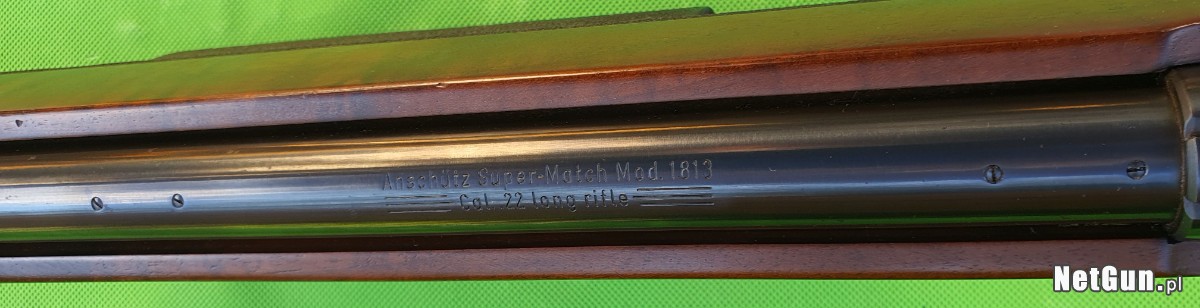 Anschütz Super-Match Mod. 1813
Cal. 22 long rifle
NetGun.pl